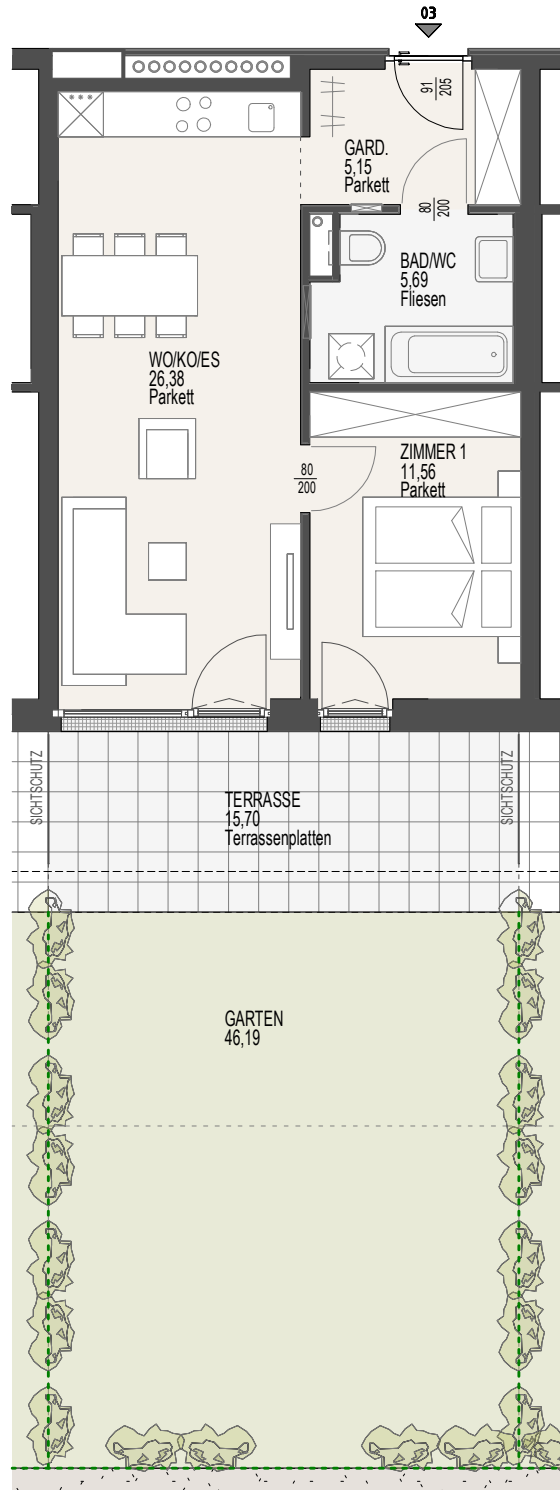 03
91
205
GARD.
5,15
Parkett
80
200
BAD/WC
5,69
Fliesen
WO/KO/ES
26,38
Parkett
ZIMMER 1
11,56
Parkett
80
200
SICHTSCHUTZ
SICHTSCHUTZ
TERRASSE
15,70
Terrassenplatten
GARTEN
46,19